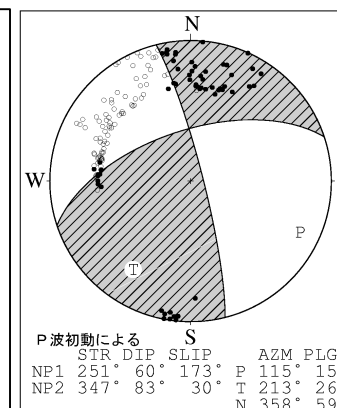 N
W
P
T
S
P波初動による
STR DIP SLIP AZM PLG
NP1 251° 60° 173° P 115° 15
NP2 347° 83° 30° T 213° 26
N 358° 59